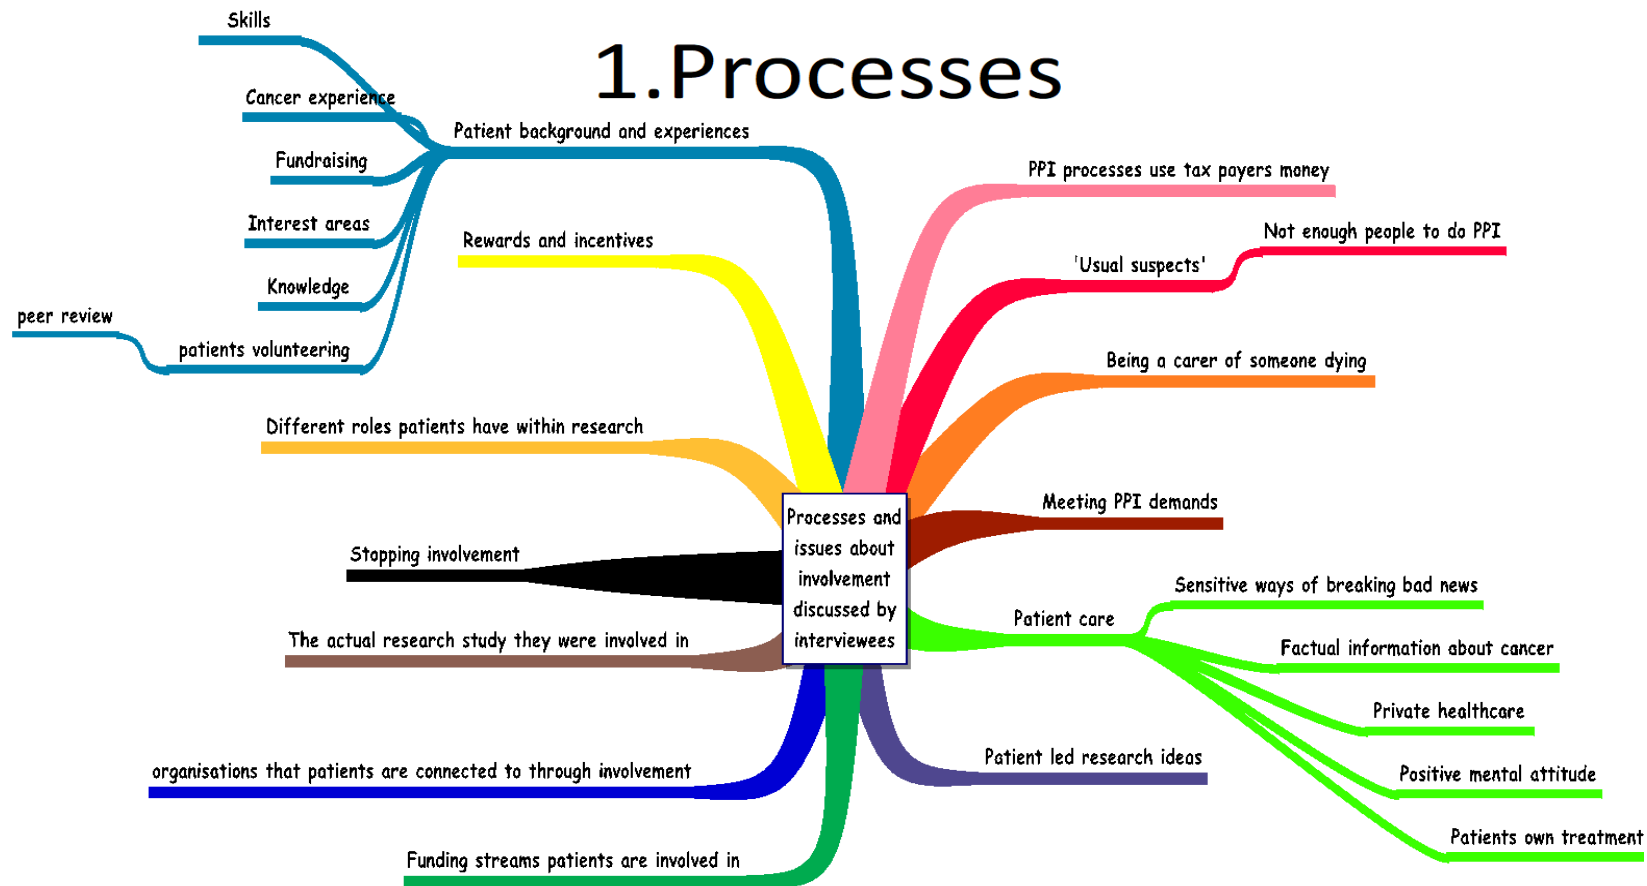 1.Processes
Skills
Cancer experience
Patient background and experiences
Fundraising
Interest areas
Knowledge
peer review
patients volunteering
Rewards and incentives
Different roles patients have within research
Stopping involvement
The actual research study they were involved in
organisations that patients are connected to through involvement
Funding streams patients are involved in
Processes and
issues about
involvement
discussed by
interviewees
PPI processes use tax payers money
Not enough people to do PPI
'Usual suspects'
Being a carer of someone dying
Meeting PPI demands
Sensitive ways of breaking bad news
Patient care
Factual information about cancer
Private healthcare
Positive mental attitude
Patients own treatment
Patient led research ideas